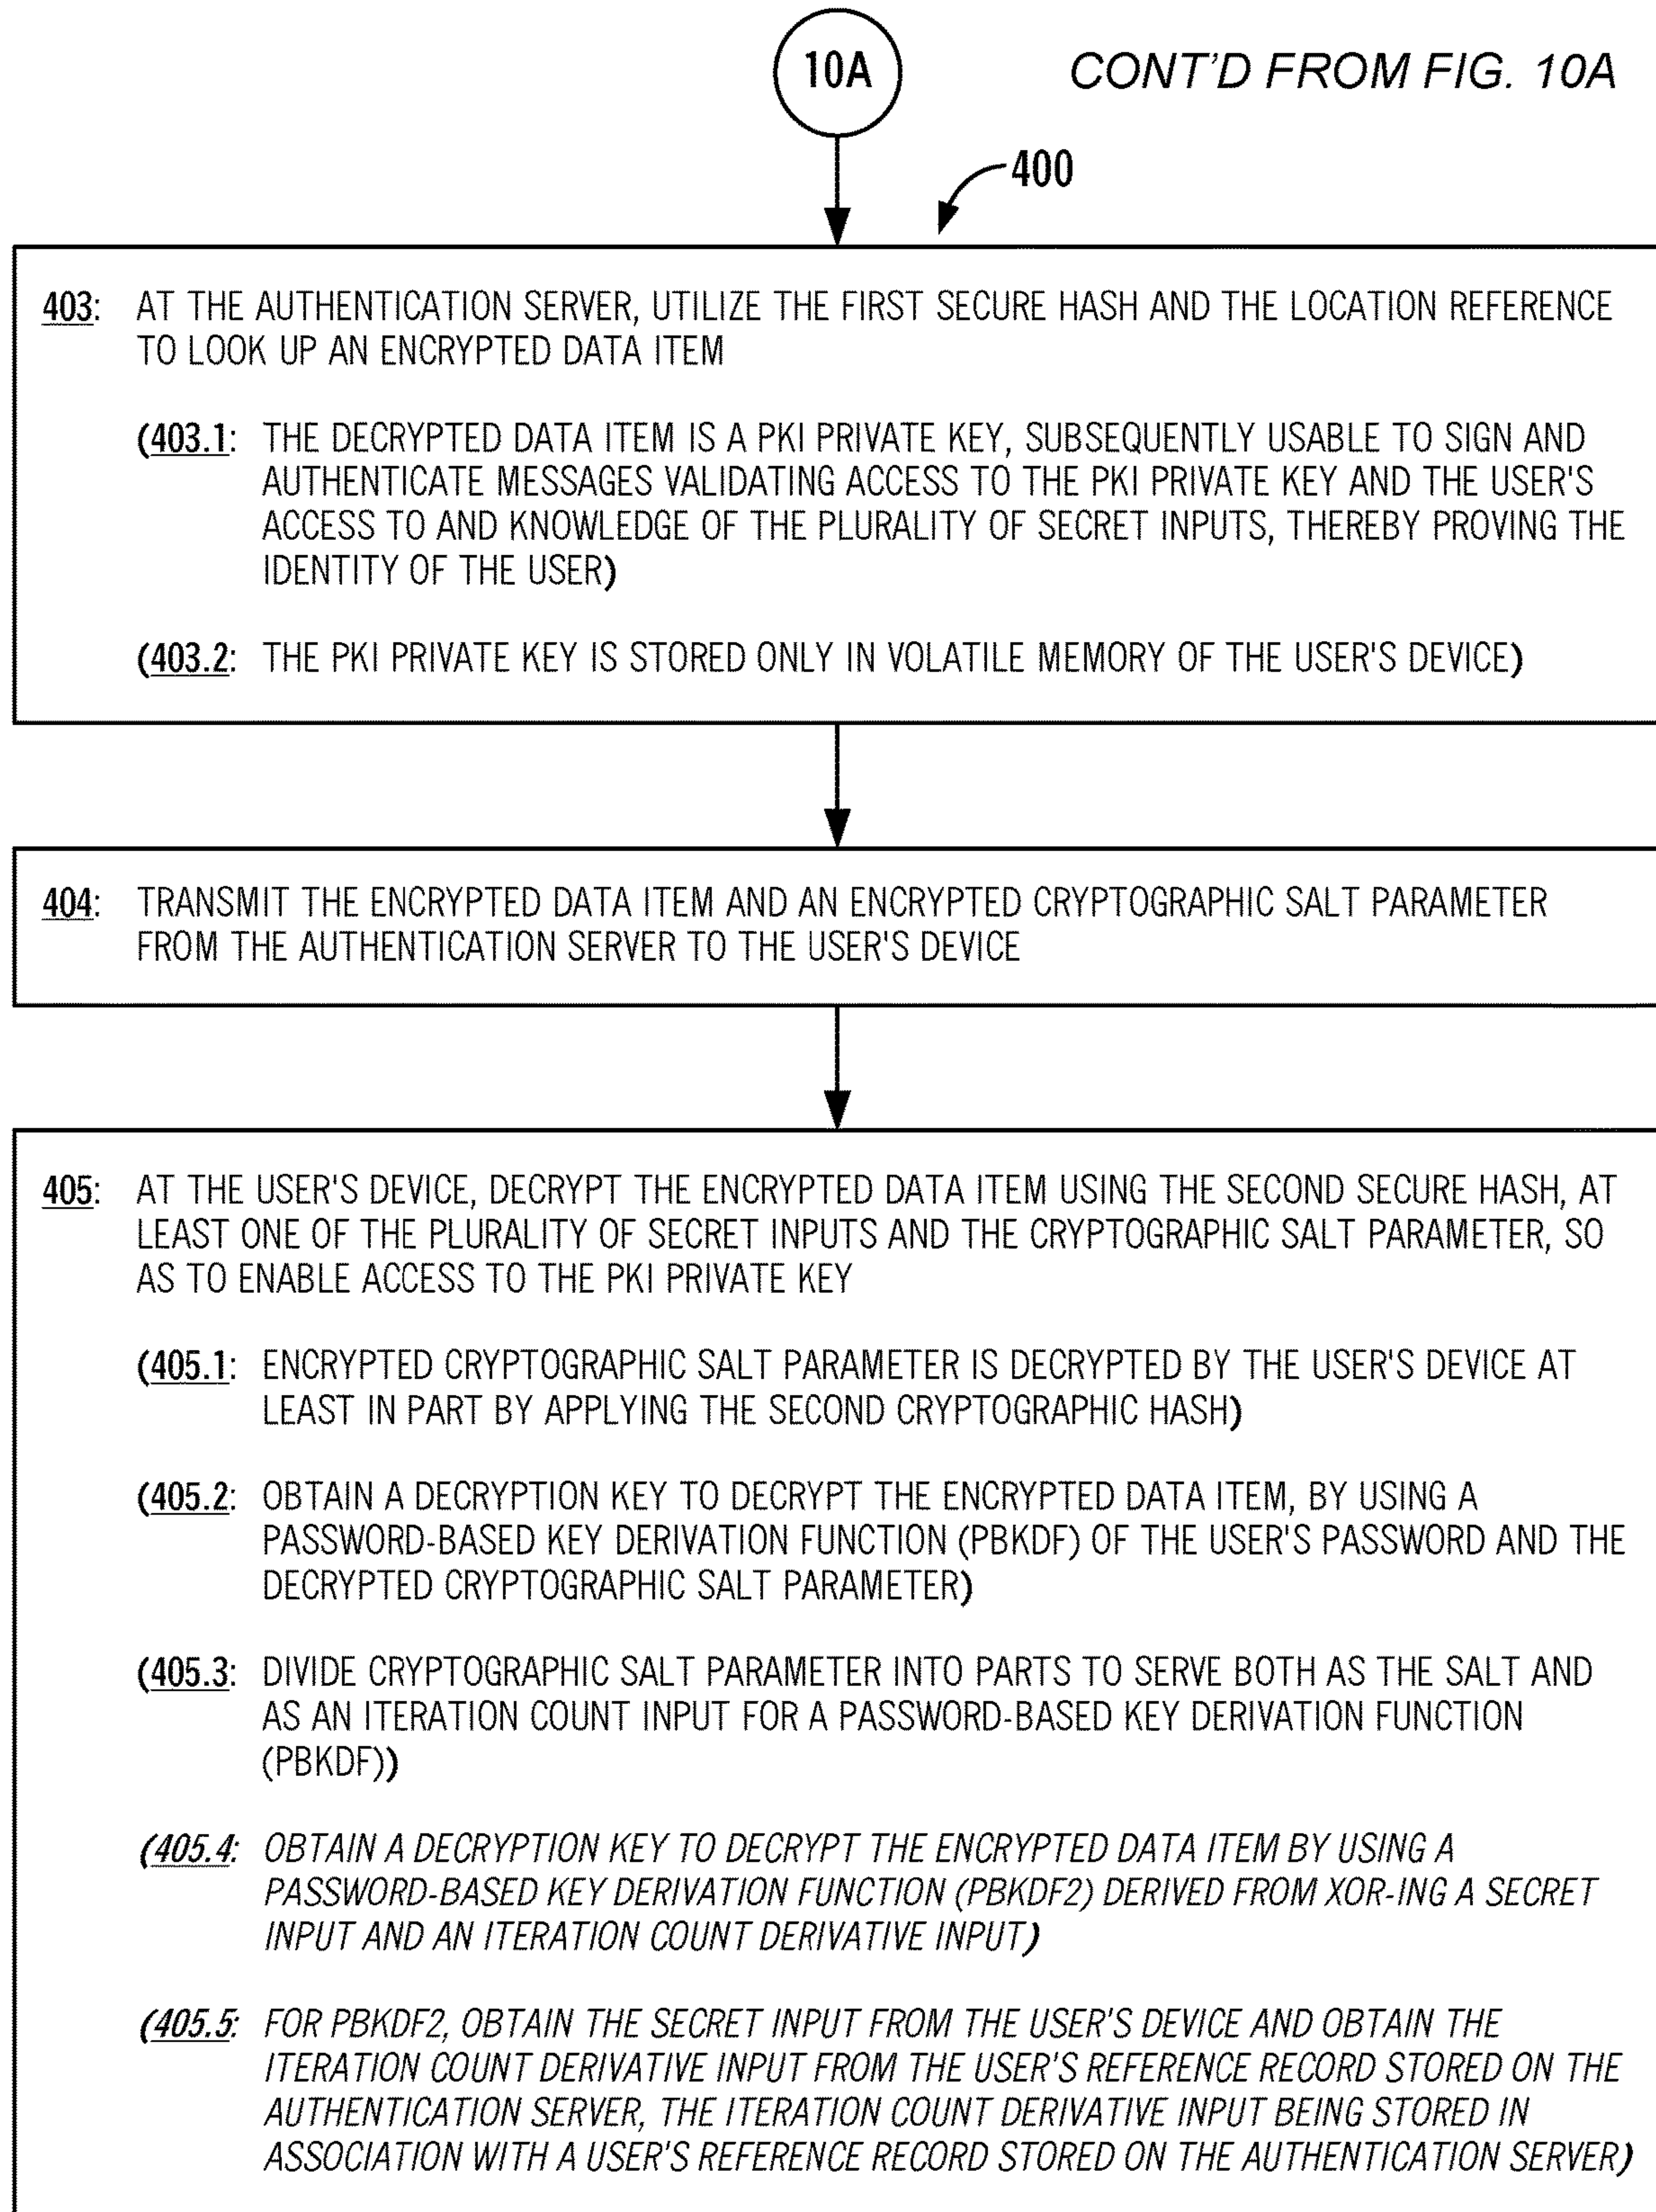 10A
CONT'D FROM FIG. 10A
400
403: AT THE AUTHENTICATION SERVER, UTILIZE THE FIRST SECURE HASH AND THE LOCATION REFERENCE
TO LOOK UP AN ENCRYPTED DATA ITEM
(403.1: THE DECRYPTED DATA ITEM IS A PKI PRIVATE KEY, SUBSEQUENTLY USABLE TO SIGN AND
AUTHENTICATE MESSAGES VALIDATING ACCESS TO THE PKI PRIVATE KEY AND THE USER'S
ACCESS TO AND KNOWLEDGE OF THE PLURALITY OF SECRET INPUTS, THEREBY PROVING THE
IDENTITY OF THE USER)
(403.2: THE PKI PRIVATE KEY IS STORED ONLY IN VOLATILE MEMORY OF THE USER'S DEVICE)
404: TRANSMIT THE ENCRYPTED DATA ITEM AND AN ENCRYPTED CRYPTOGRAPHIC SALT PARAMETER
FROM THE AUTHENTICATION SERVER TO THE USER'S DEVICE
405: AT THE USER'S DEVICE, DECRYPT THE ENCRYPTED DATA ITEM USING THE SECOND SECURE HASH, AT
LEAST ONE OF THE PLURALITY OF SECRET INPUTS AND THE CRYPTOGRAPHIC SALT PARAMETER, SO
AS TO ENABLE ACCESS TO THE PKI PRIVATE KEY
(405.1: ENCRYPTED CRYPTOGRAPHIC SALT PARAMETER IS DECRYPTED BY THE USER'S DEVICE AT
LEAST IN PART BY APPLYING THE SECOND CRYPTOGRAPHIC HASH)
(405.2: OBTAIN A DECRYPTION KEY TO DECRYPT THE ENCRYPTED DATA ITEM, BY USING A
PASSWORD-BASED KEY DERIVATION FUNCTION (PBKDF) OF THE USER'S PASSWORD AND THE
DECRYPTED CRYPTOGRAPHIC SALT PARAMETER)
(405.3: DIVIDE CRYPTOGRAPHIC SALT PARAMETER INTO PARTS TO SERVE BOTH AS THE SALT AND
AS AN ITERATION COUNT INPUT FOR A PASSWORD-BASED KEY DERIVATION FUNCTION
(PBKDF))
(405.4: OBTAIN A DECRYPTION KEY TO DECRYPT THE ENCRYPTED DATA ITEM BY USING A
PASSWORD-BASED KEY DERIVATION FUNCTION (PBKDF2) DERIVED FROM XOR-ING A SECRET
INPUT AND AN ITERATION COUNT DERIVATIVE INPUT)
(405.5: FOR PBKDF2, OBTAIN THE SECRET INPUT FROM THE USER'S DEVICE AND OBTAIN THE
ITERATION COUNT DERIVATIVE INPUT FROM THE USER'S REFERENCE RECORD STORED ON THE
AUTHENTICATION SERVER, THE ITERATION COUNT DERIVATIVE INPUT BEING STORED IN
ASSOCIATION WITH A USER'S REFERENCE RECORD STORED ON THE AUTHENTICATION SERVER)